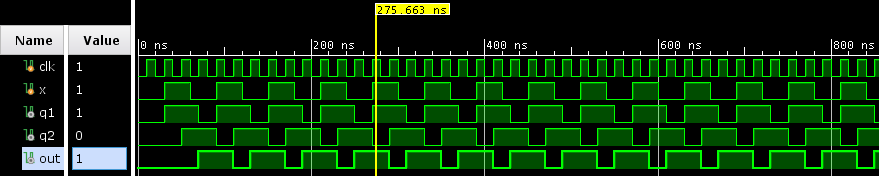 275.663 ns
Name Value 0 ns 200 ns 400 ns 600 ns 800 ns
clk 1
x 1
q1 1
q2 0
out 1